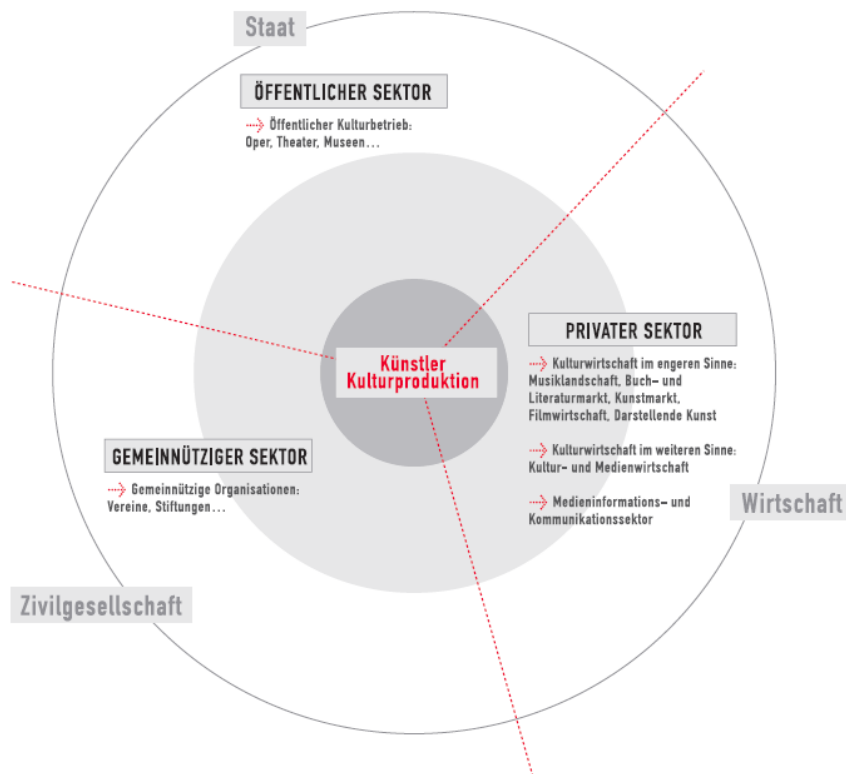 Staat
ÖFFENTLICHER SEKTOR
Öffentlicher Kulturbetrieb:
Oper, Theater, Museen...
Künstler
Kulturproduktion
PRIVATER SEKTOR
Kulturwirtschaft im engeren Sinne:
Musiklandschaft, Buch– und
Literaturmarkt, Kunstmarkt,
Filmwirtschaft, Darstellende Kunst
Kulturwirtschaft im weiteren Sinne:
Kultur- und Medienwirtschaft
Medieninformations– und
Kommunikationssektor
Wirtschaft
GEMEINNÜTZIGER SEKTOR
Gemeinnützige Organisationen:
Vereine, Stiftungen...
Zivilgesellschaft